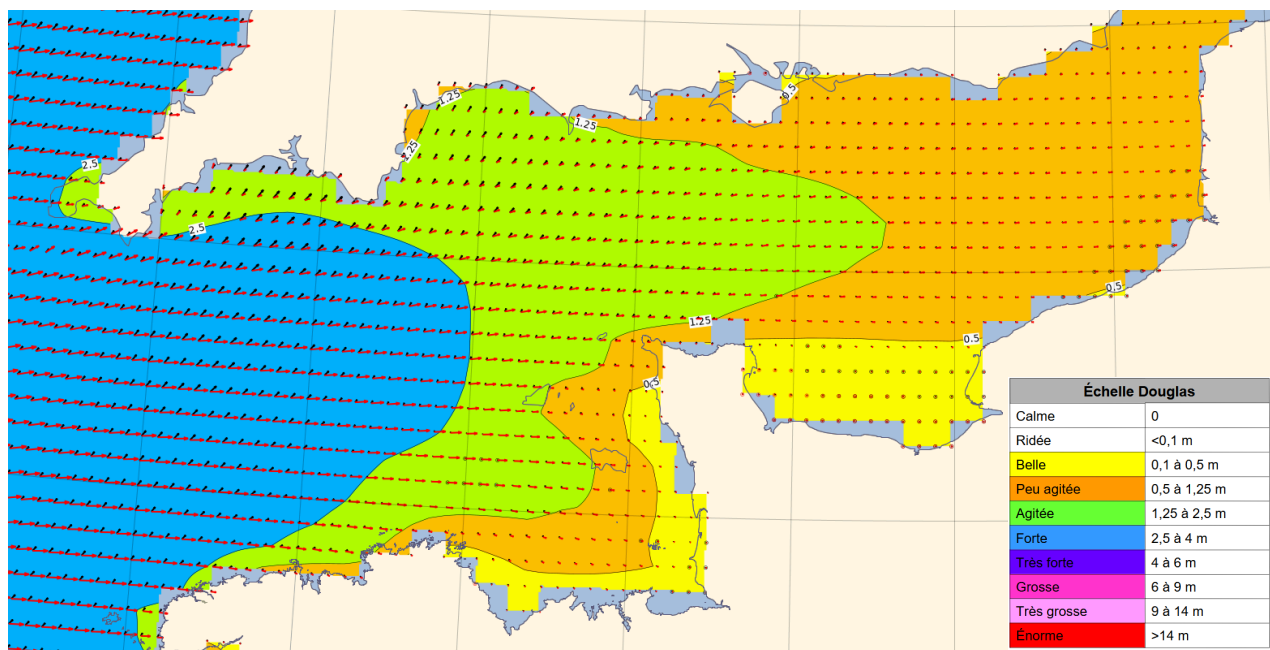 1.25
0.5
1.25
1.25
2.5
2.5
0.5
1.25
0.5
0.5
Échelle Douglas
Calme 0
Ridée <0,1 m
Belle 0,1 à 0,5 m
Peu agitée 0,5 à 1,25 m
Agitée 1,25 à 2,5 m
Forte 2,5 à 4 m
Très forte 4 à 6 m
Grosse 6 à 9 m
Très grosse 9 à 14 m
Énorme >14 m